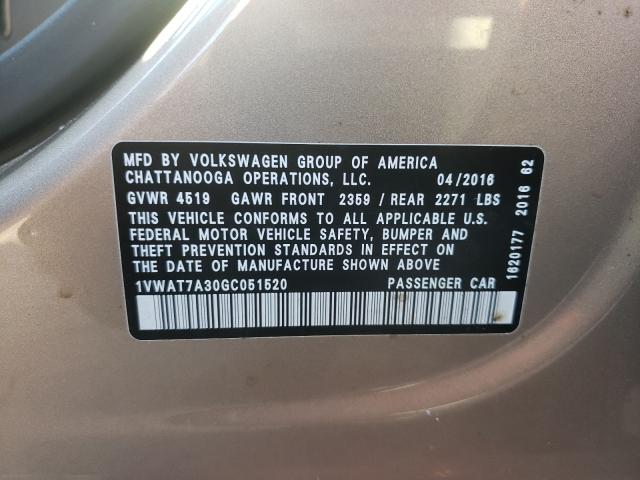 MFD BY VOLKSWAGEN GROUP OF AMERICA
CHATTANOOGA OPERATIONS, LLC. 04/2016
GVWR 4519 GAWR FRONT 2359 / REAR 2271 LBS
THIS VEHICLE CONFORMS TO ALL APPLICABLE U.S.
FEDERAL MOTOR VEHICLE SAFETY, BUMPER AND
THEFT PREVENTION STANDARDS IN EFFECT ON
THE DATE OF MANUFACTURE SHOWN ABOVE
1VWAT7A30GC051520 PASSENGER CAR
1620177 2016 62